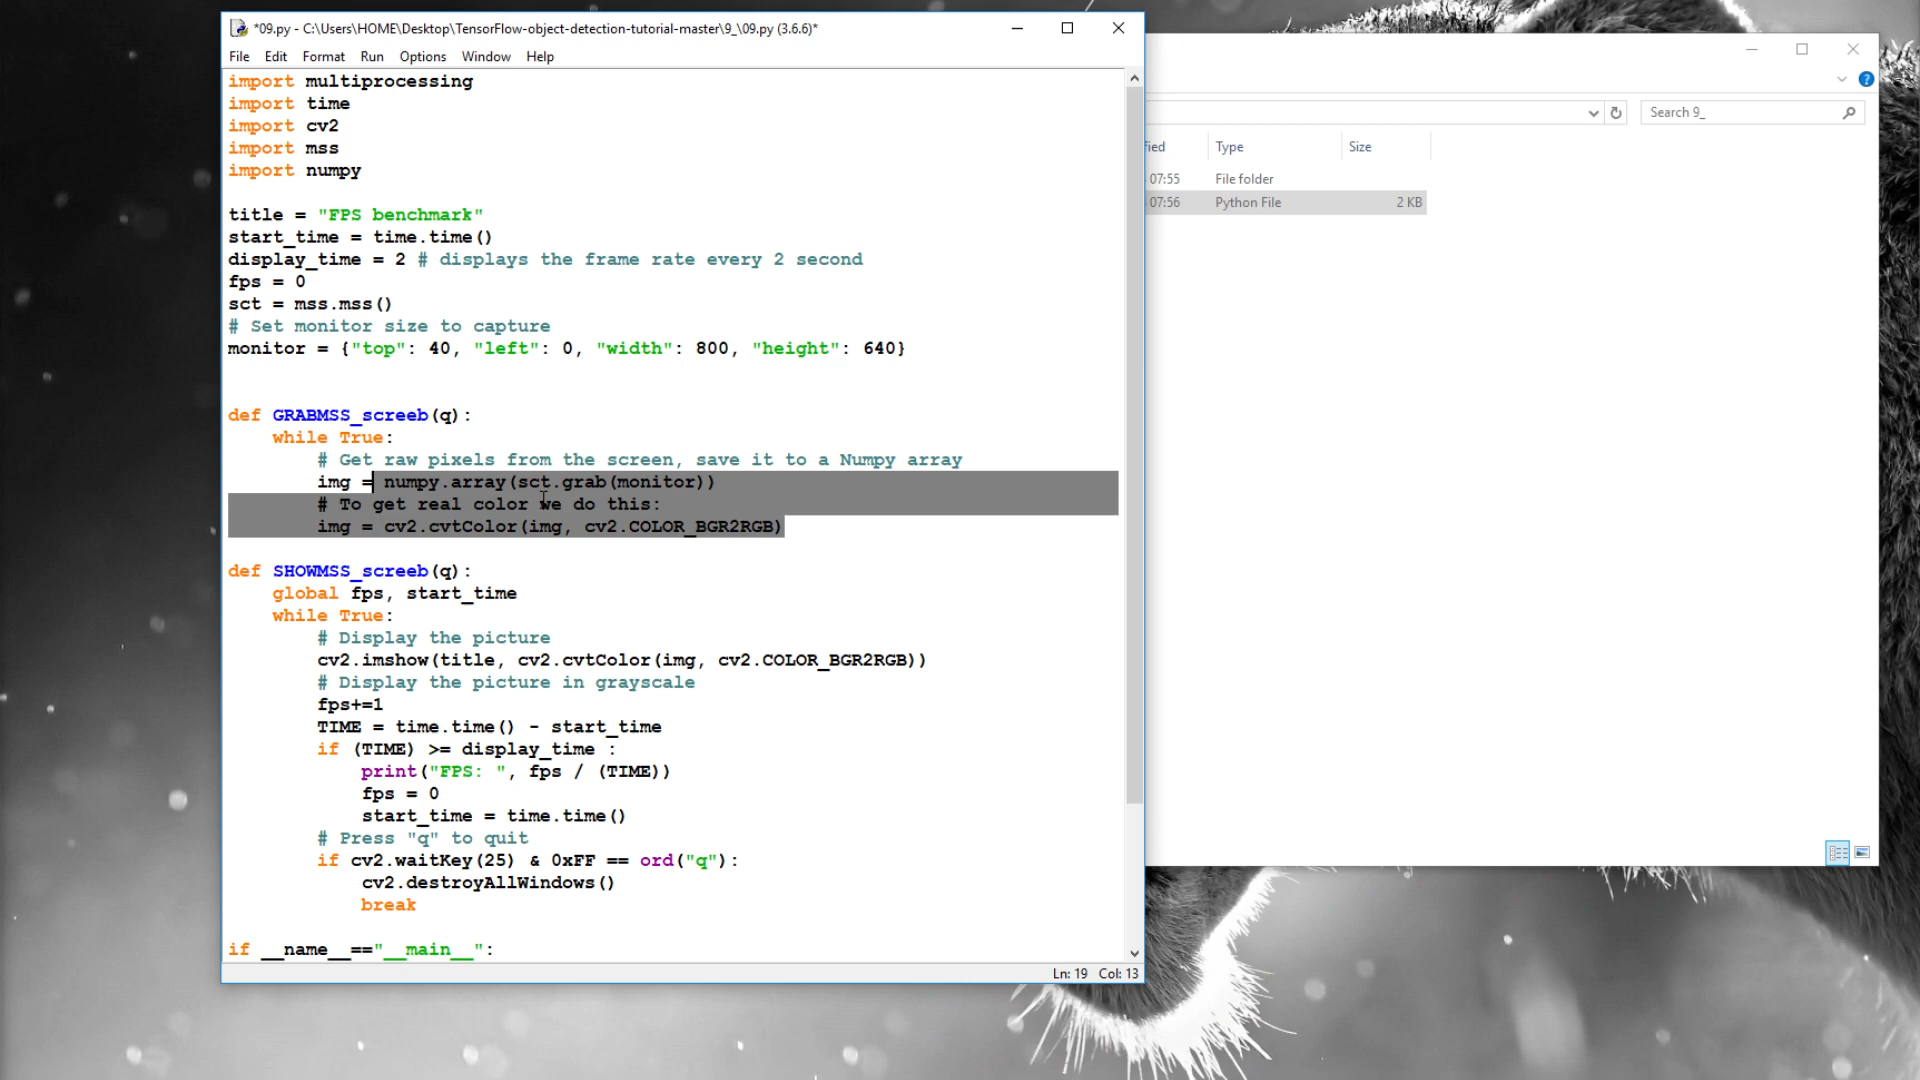 *09.py - C:\Users\HOME\Desktop\TensorFlow-object-detection-tutorial-master\9_\09.py (3.6.6)*
File Edit Format Run Options Window Help
import multiprocessing
import time
import cv2
import mss
import numpy
title = "FPS benchmark"
start_time = time.time()
display_time = 2 # displays the frame rate every 2 second
fps = 0
sct = mss.mss()
# Set monitor size to capture
monitor = {"top": 40, "left": 0, "width": 800, "height": 640}
def GRABMSS_screeb(q):
while True:
# Get raw pixels from the screen, save it to a Numpy array
img = numpy.array(sct.grab(monitor))
# To get real color we do this:
img = cv2.cvtColor(img, cv2.COLOR_BGR2RGB)
def SHOWMSS_screeb(q):
global fps, start_time
while True:
# Display the picture
cv2.imshow(title, cv2.cvtColor(img, cv2.COLOR_BGR2RGB))
# Display the picture in grayscale
fps+=1
TIME = time.time() - start_time
if (TIME) >= display_time :
print("FPS: ", fps / (TIME))
fps = 0
start_time = time.time()
# Press "q" to quit
if cv2.waitKey(25) & 0xFF == ord("q"):
cv2.destroyAllWindows()
break
if __name__=="__main__":
Ln: 19 Col: 13
Search 9_
fied Type Size
07:55 File folder
07:56 Python File 2 KB